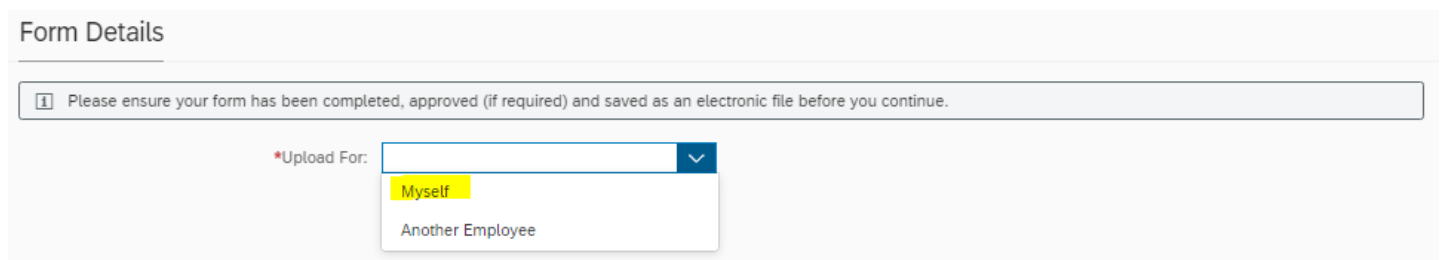 Form Details
Please ensure your form has been completed, approved (if required) and saved as an electronic file before you continue.
*Upload For:
Myself
Another Employee